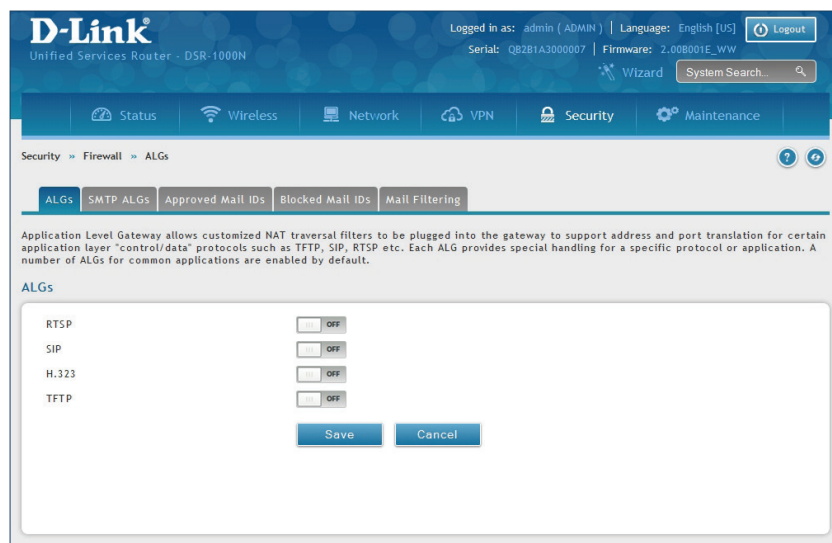 D-Link®
Unified Services Router - DSR-1000N
Logged in as: admin ( ADMIN ) | Language: English [US]
Logout
Serial: QB2B1A3000007 | Firmware: 2.00B001E_WW
Wizard
System Search...
Status
Wireless
Network
VPN
Security
Maintenance
Security » Firewall » ALGs
?
ALGs
SMTP ALGs
Approved Mail IDs
Blocked Mail IDs
Mail Filtering
Application Level Gateway allows customized NAT traversal filters to be plugged into the gateway to support address and port translation for certain
application layer "control/data" protocols such as TFTP, SIP, RTSP etc. Each ALG provides special handling for a specific protocol or application. A
number of ALGs for common applications are enabled by default.
ALGs
RTSP OFF
SIP OFF
H.323 OFF
TFTP OFF
Save
Cancel